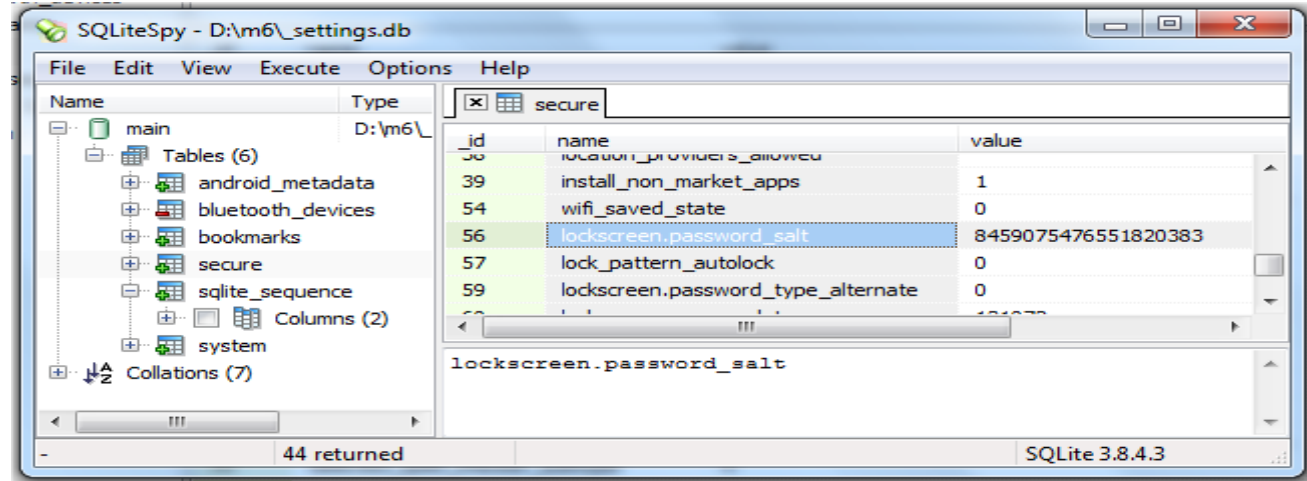 SQLiteSpy - D:\m6\_settings.db
File Edit View Execute Options Help
Name Type
main D:\m6\_
Tables (6)
android_metadata
bluetooth_devices
bookmarks
secure
sqlite_sequence
Columns (2)
system
Collations (7)
secure
_id name value
location_providers_allowed
39 install_non_market_apps 1
54 wifi_saved_state 0
56 lockscreen.password_salt 8459075476551820383
57 lock_pattern_autolock 0
59 lockscreen.password_type_alternate 0
lockscreen.password_salt
- 44 returned SQLite 3.8.4.3